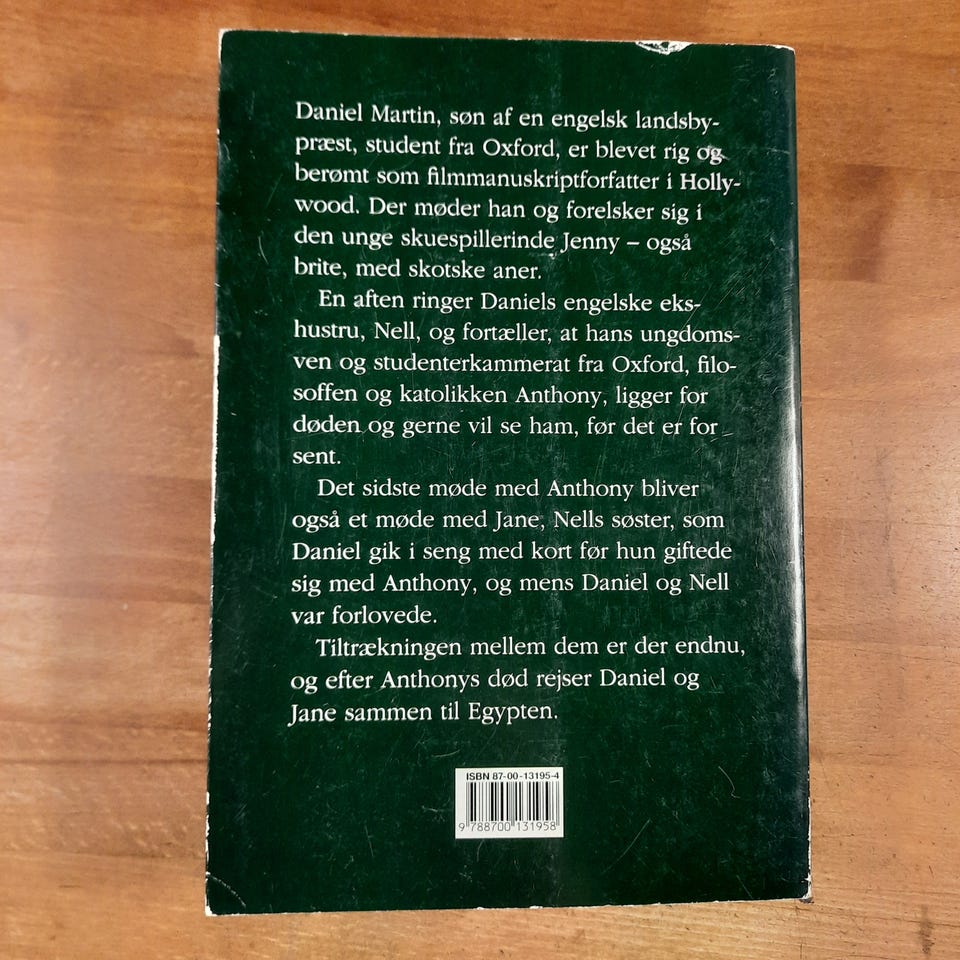 Daniel Martin, søn af en engelsk landsby-
præst, student fra Oxford, er blevet rig og
berømt som filmmanuskriptforfatter i Holly-
wood. Der møder han og forelsker sig i
den unge skuespillerinde Jenny – også
brite, med skotske aner.
En aften ringer Daniels engelske eks-
hustru, Nell, og fortæller, at hans ungdoms-
ven og studenterkammerat fra Oxford, filo-
soffen og katolikken Anthony, ligger for
døden og gerne vil se ham, før det er for
sent.
Det sidste møde med Anthony bliver
også et møde med Jane, Nells søster, som
Daniel gik i seng med kort før hun giftede
sig med Anthony, og mens Daniel og Nell
var forlovede.
Tiltrækningen mellem dem er der endnu,
og efter Anthonys død rejser Daniel og
Jane sammen til Egypten.
ISBN 87-00-13195-4
9 788700 131958